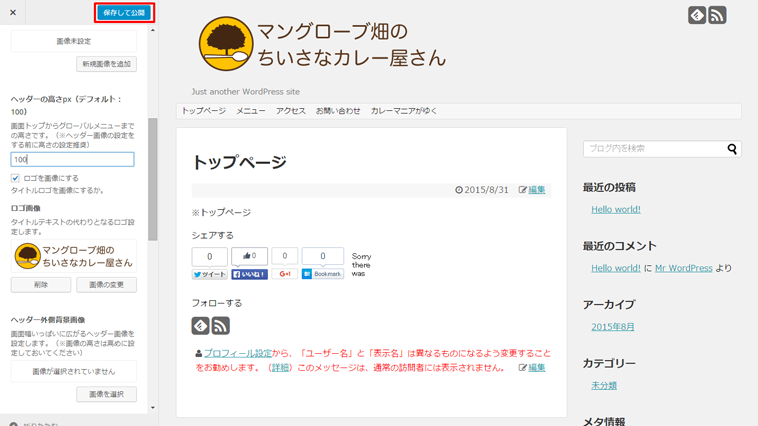 ×
保存して公開
画像未設定
新規画像を追加
ヘッダーの高さpx（デフォルト：
100）
画面トップからグローバルメニューまで
の高さです。（※ヘッダー画像の設定を
する前に高さの設定推奨）
100
ロゴを画像にする
タイトルロゴを画像にするか。
ロゴ画像
タイトルテキストの代わりとなるロゴ設
定します。
マングローブ畑の
ちいさなカレー屋さん
削除
画像の変更
ヘッダー外側背景画像
画面幅いっぱいに広がるヘッダー画像を
設定します。（※画像の高さは高めに設
定しておいてください）
画像が選択されていません
画像を選択
マングローブ畑の
ちいさなカレー屋さん
Just another WordPress site
トップページ メニュー アクセス お問い合わせ カレーマニアがゆく
トップページ
2015/8/31 編集
※トップページ
シェアする
0 0 0 0
ツイート いいね！ G+1 B! Bookmark
Sorry
there
was
フォローする
プロフィール設定から、「ユーザー名」と「表示名」は異なるものになるよう変更すること
をお勧めします。（詳細）このメッセージは、通常の訪問者には表示されません。 編集
ブログ内を検索
最近の投稿
Hello world!
最近のコメント
Hello world! に Mr WordPress より
アーカイブ
2015年8月
カテゴリー
未分類
メタ情報